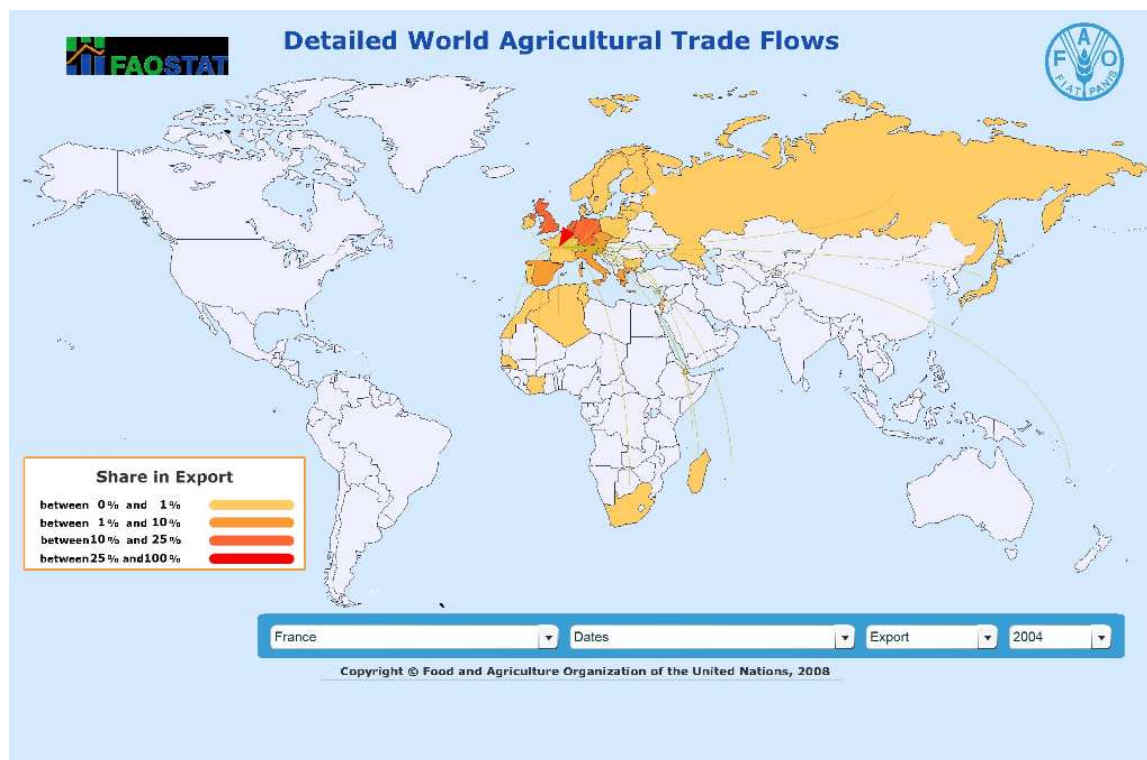 FAOSTAT
Detailed World Agricultural Trade Flows
F A O
FIAT PANIS
Share in Export
between 0% and 1%
between 1% and 10%
between10% and 25%
between25% and100%
France Dates Export 2004
Copyright © Food and Agriculture Organization of the United Nations, 2008